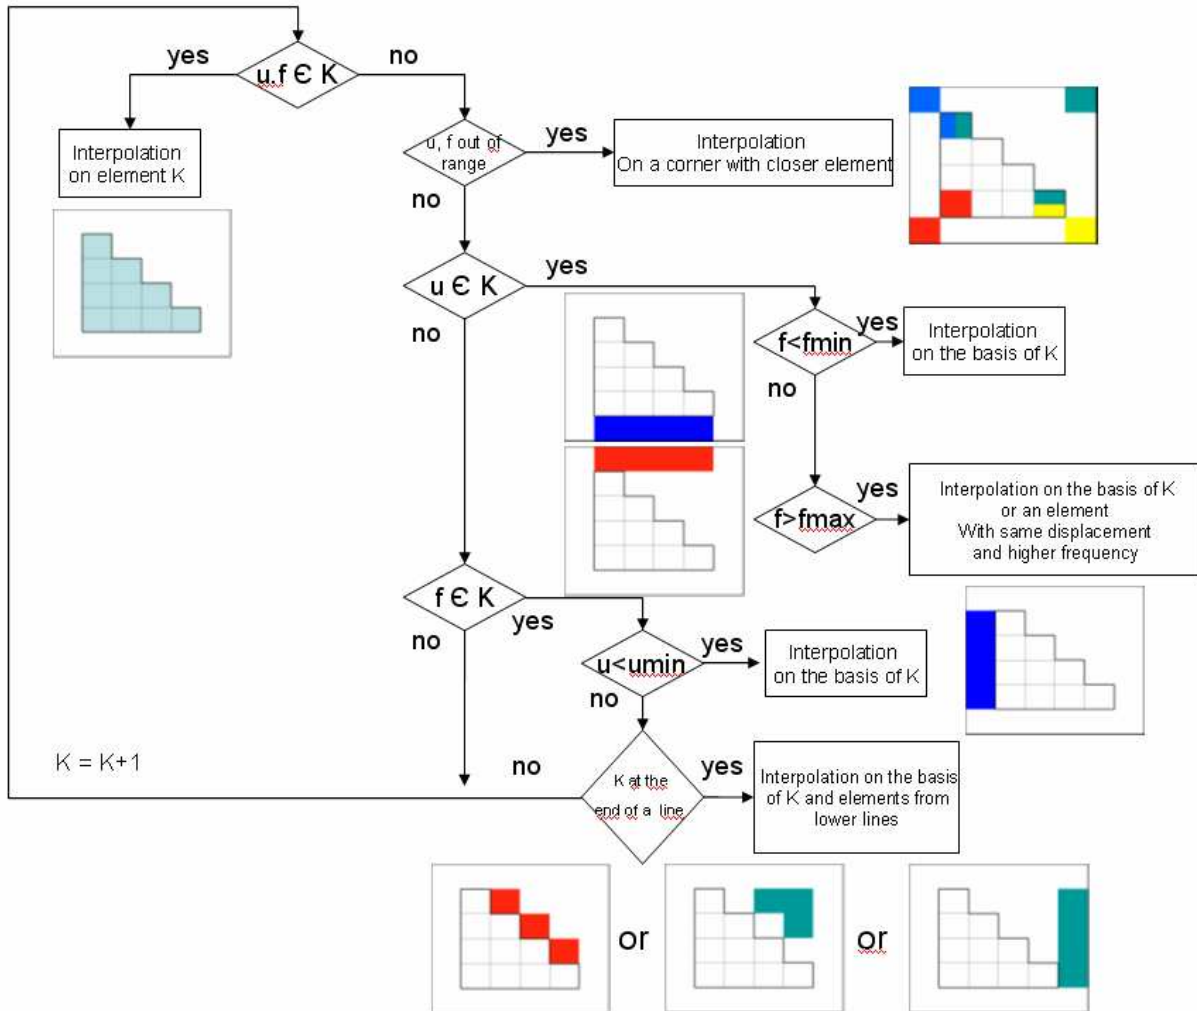 yes
no
u.f Є K
Interpolation
on element K
u, f out of
range
yes
Interpolation
On a corner with closer element
no
u Є K
yes
no
f<fmin
yes
Interpolation
on the basis of K
no
f>fmax
yes
Interpolation on the basis of K
or an element
With same displacement
and higher frequency
f Є K
yes
no
u<umin
yes
Interpolation
on the basis of K
no
K = K+1
no
K at the
end of a line
yes
Interpolation on the basis
of K and elements from
lower lines
or
or